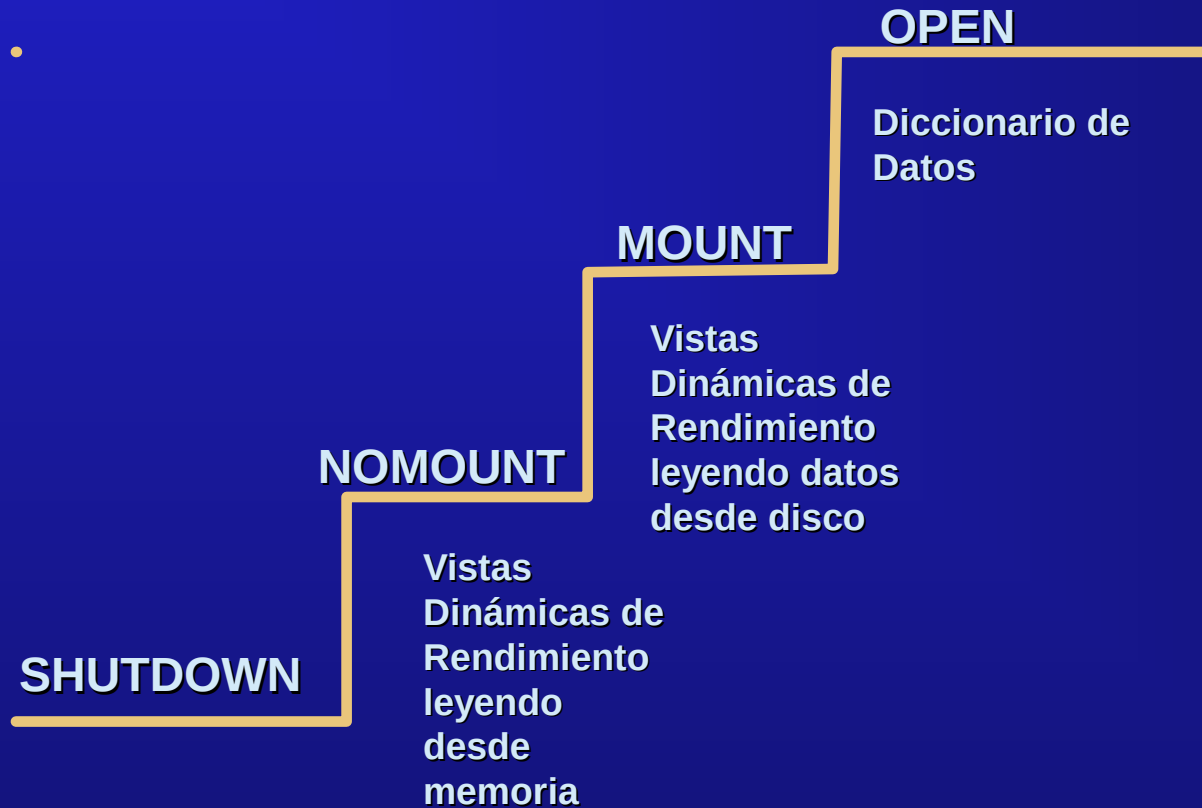 OPEN
Diccionario de
Datos
MOUNT
Vistas
Dinámicas de
Rendimiento
leyendo datos
desde disco
NOMOUNT
Vistas
Dinámicas de
Rendimiento
leyendo
desde
memoria
SHUTDOWN